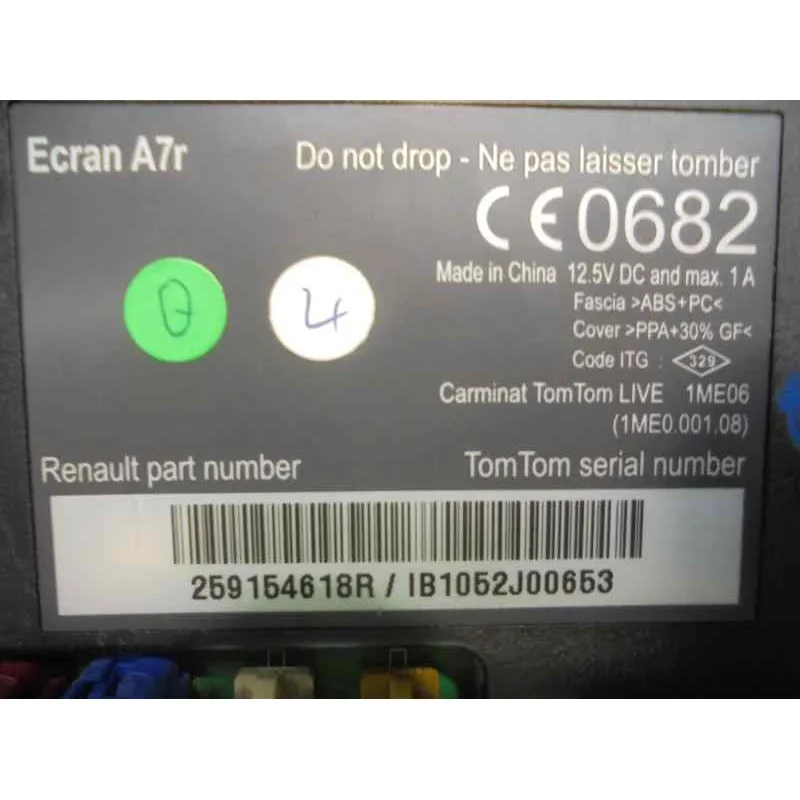 Ecran A7r
Do not drop - Ne pas laisser tomber
CE0682
Made in China 12.5V DC and max. 1 A
Fascia >ABS+PC<
Cover >PPA+30% GF<
Code ITG : 329
Carminat TomTom LIVE 1ME06
(1ME0.001.08)
θ
4
Renault part number
TomTom serial number
259154618R / IB1052J00653